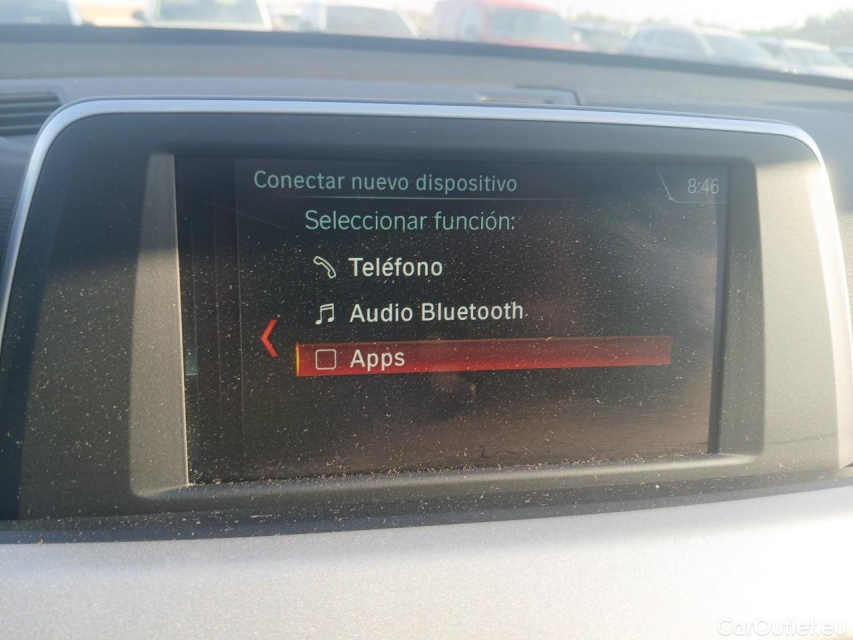 Conectar nuevo dispositivo
8:46
Seleccionar función:
Teléfono
Audio Bluetooth
Apps
CarOutlet.eu